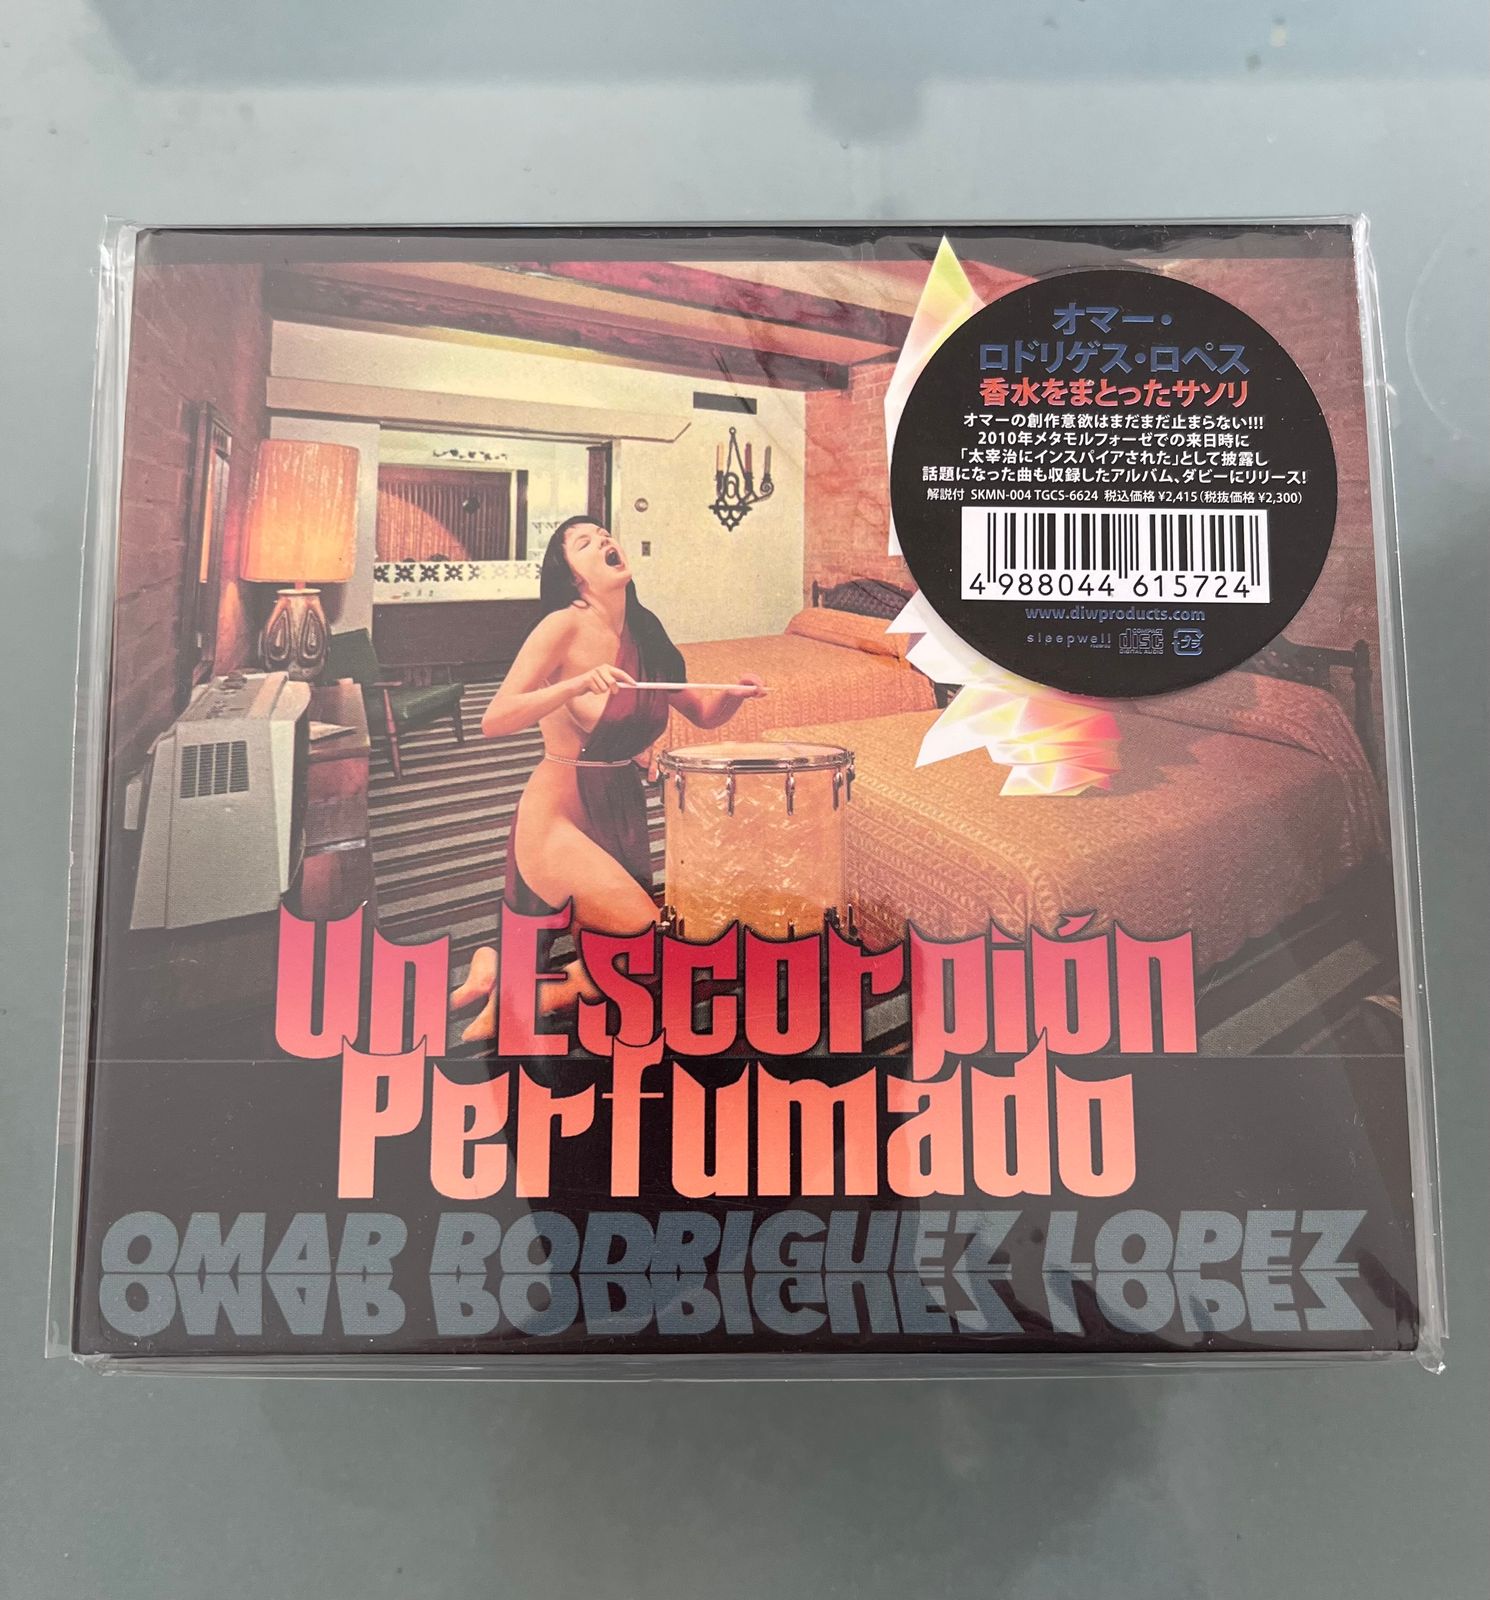 オマー・
ロドリゲス・ロペス
香水をまとったサソリ
オマーの創作意欲はまだまだ止まらない!!!
2010年メタモルフォーゼでの来日時に
「太宰治にインスパイアされた」として披露し
話題になった曲も収録したアルバム、ダビーにリリース!
解説付 SKMN-004 TGCS-6624 税込価格 ¥2,415(税抜価格 ¥2,300)
4 988044 615724
www.diwproducts.com
sleepwell records COMPACT disc DIGITAL AUDIO
Un Escorpión
Perfumado
OMAR RODRIGUEZ LOPEZ